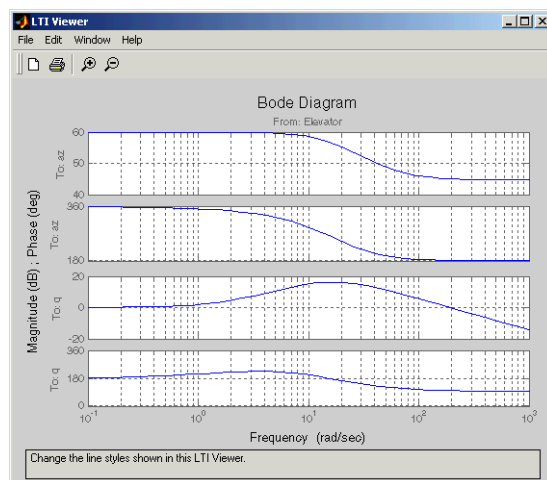 LTI Viewer
File Edit Window Help
Bode Diagram
From: Elevator
Magnitude (dB) ; Phase (deg)
To: az
60
50
40
To: az
360
180
To: q
20
0
-20
To: q
360
180
0
10^-1 10^0 10^1 10^2 10^3
Frequency (rad/sec)
Change the line styles shown in this LTI Viewer.